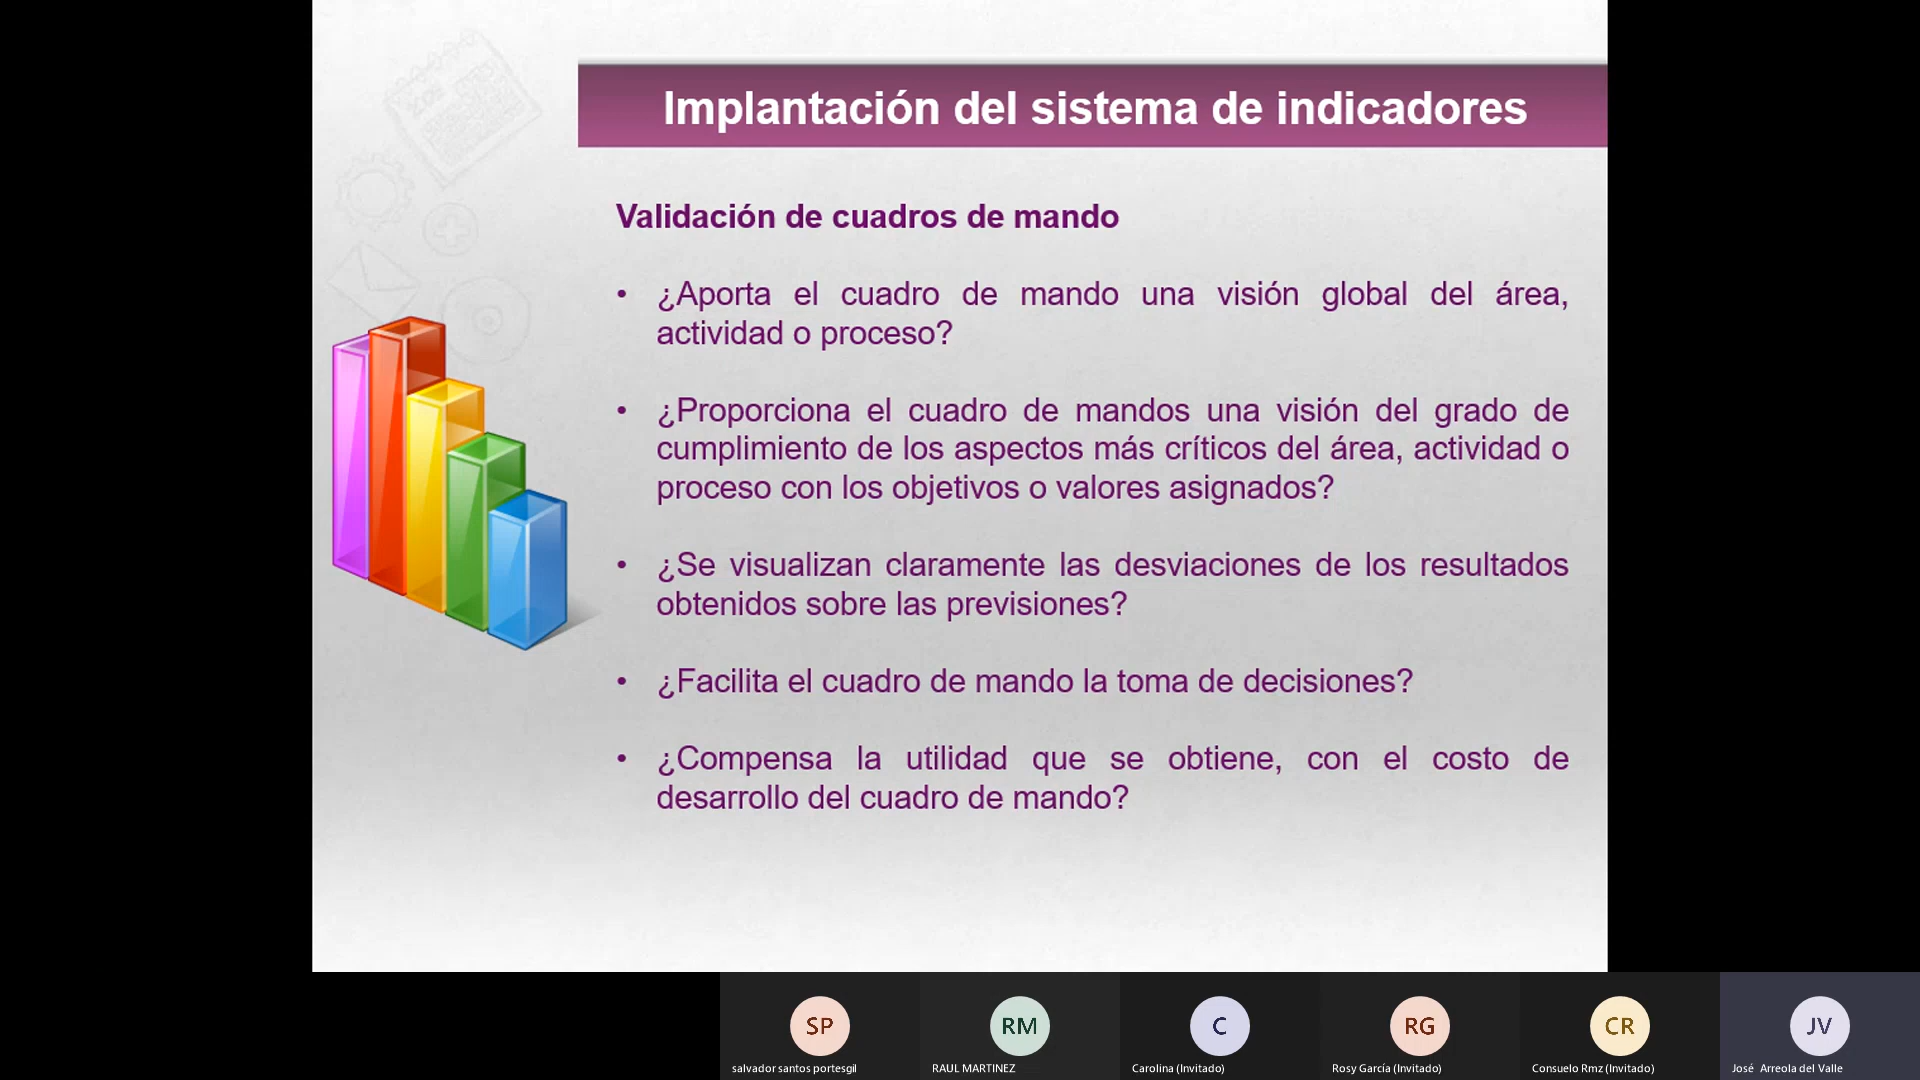 Implantación del sistema de indicadores
Validación de cuadros de mando
• ¿Aporta el cuadro de mando una visión global del área,
actividad o proceso?
• ¿Proporciona el cuadro de mandos una visión del grado de
cumplimiento de los aspectos más críticos del área, actividad o
proceso con los objetivos o valores asignados?
• ¿Se visualizan claramente las desviaciones de los resultados
obtenidos sobre las previsiones?
• ¿Facilita el cuadro de mando la toma de decisiones?
• ¿Compensa la utilidad que se obtiene, con el costo de
desarrollo del cuadro de mando?
SP
RM
C
RG
CR
JV
salvador santos portesgil
RAUL MARTINEZ
Carolina (Invitado)
Rosy García (Invitado)
Consuelo Rmz (Invitado)
José Arreola del Valle